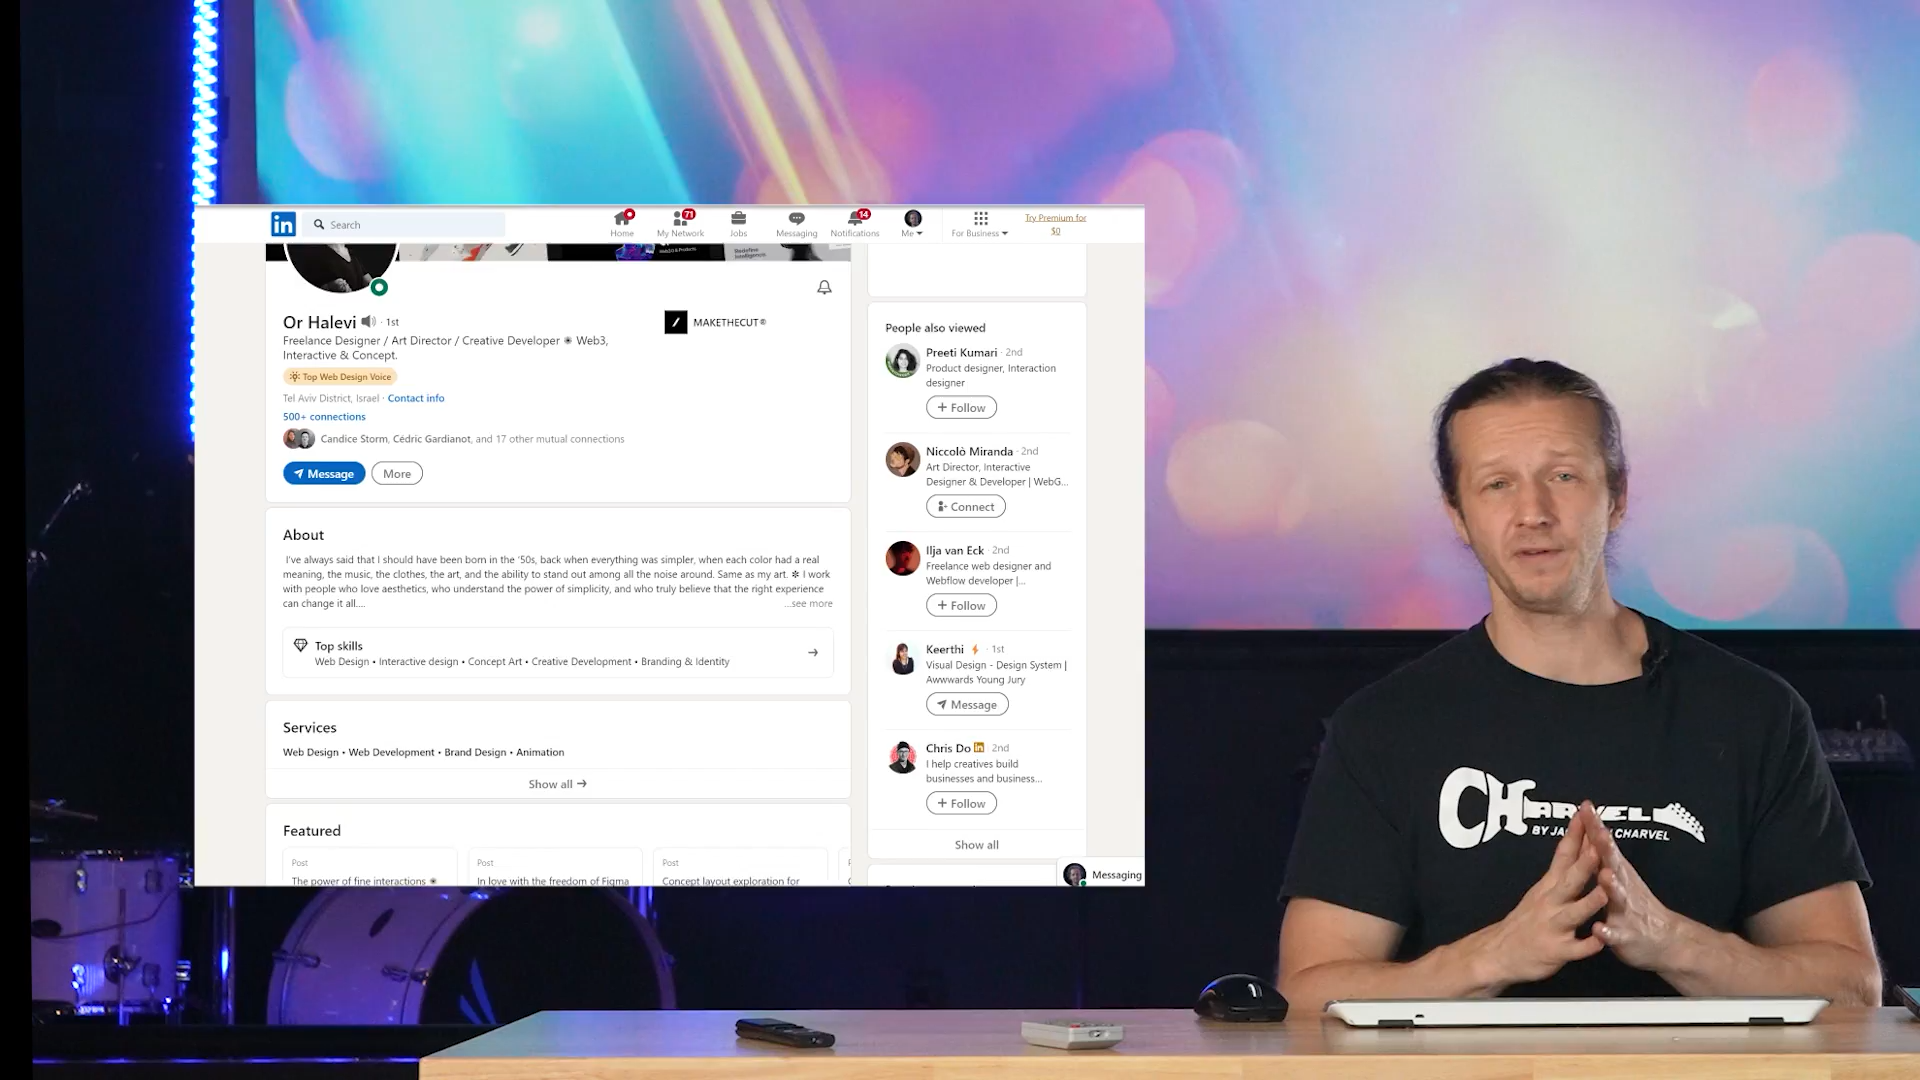 in
Search
Home
71
My Network
Jobs
Messaging
14
Notifications
Me
For Business
Try Premium for
$0
Or Halevi · 1st
MAKETHECUT®
Freelance Designer / Art Director / Creative Developer ✺ Web3,
Interactive & Concept.
Top Web Design Voice
Tel Aviv District, Israel · Contact info
500+ connections
Candice Storm, Cédric Gardianot, and 17 other mutual connections
Message
More
About
I've always said that I should have been born in the '50s, back when everything was simpler, when each color had a real
meaning, the music, the clothes, the art, and the ability to stand out among all the noise around. Same as my art. ✻ I work
with people who love aesthetics, who understand the power of simplicity, and who truly believe that the right experience
can change it all.... ...see more
Top skills
Web Design • Interactive design • Concept Art • Creative Development • Branding & Identity
Services
Web Design • Web Development • Brand Design • Animation
Show all →
Featured
Post
The power of fine interactions ✺
Post
In love with the freedom of Figma
Post
Concept layout exploration for
People also viewed
Preeti Kumari · 2nd
Product designer, Interaction
designer
+ Follow
Niccolò Miranda · 2nd
Art Director, Interactive
Designer & Developer | WebG...
Connect
Ilja van Eck · 2nd
Freelance web designer and
Webflow developer |...
+ Follow
Keerthi · 1st
Visual Design - Design System |
Awwwards Young Jury
Message
Chris Do in · 2nd
I help creatives build
businesses and business...
+ Follow
Show all
Messaging
CHARVEL
CHARVEL